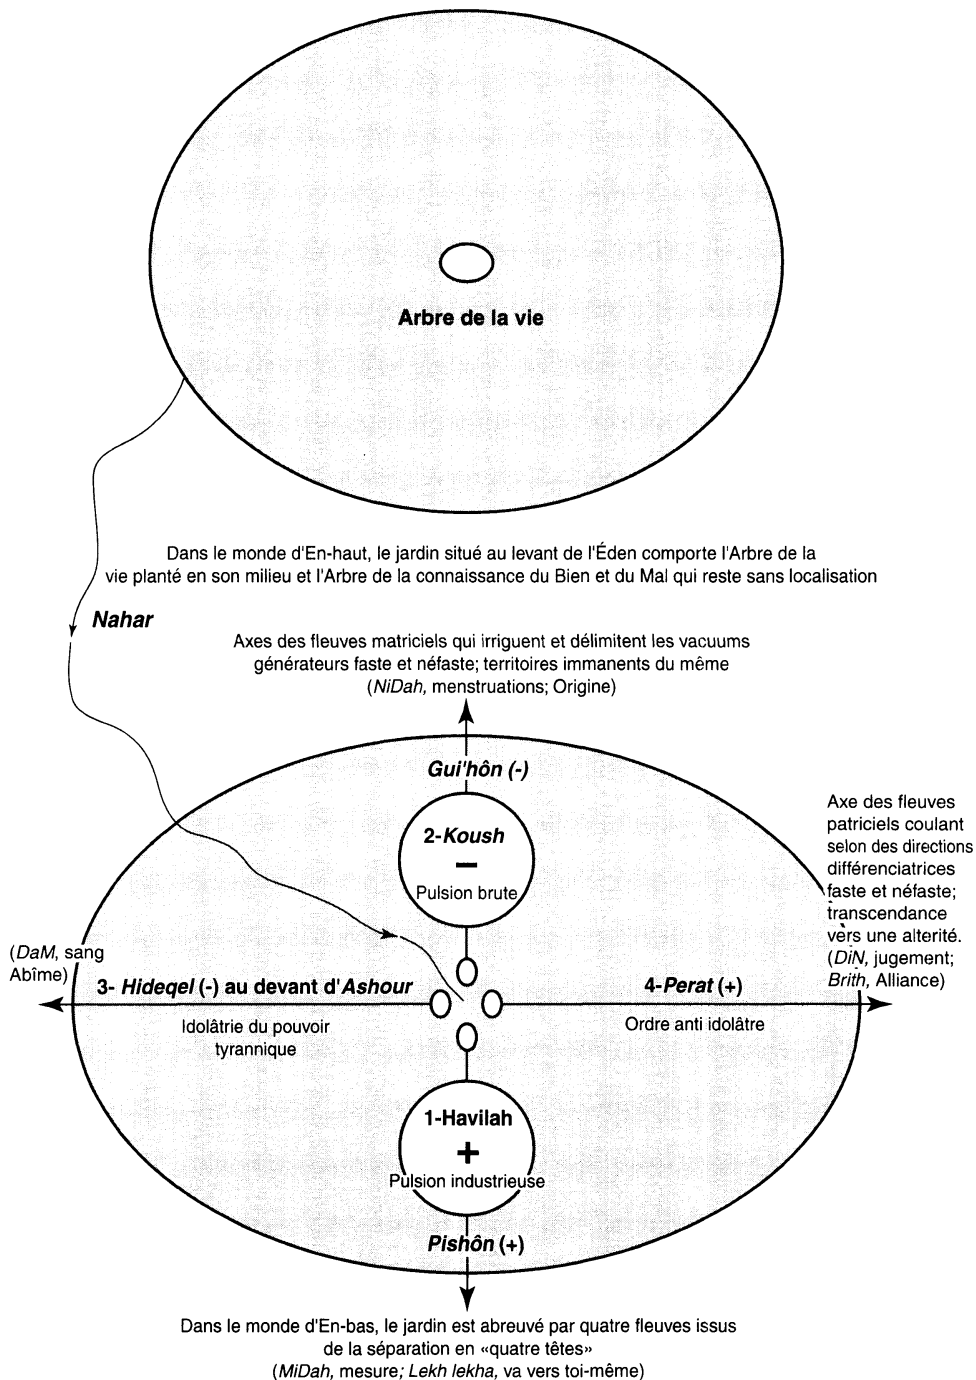 Arbre de la vie
Dans le monde d'En-haut, le jardin situé au levant de l'Éden comporte l'Arbre de la
vie planté en son milieu et l'Arbre de la connaissance du Bien et du Mal qui reste sans localisation
Nahar
Axes des fleuves matriciels qui irriguent et délimitent les vacuums
générateurs faste et néfaste; territoires immanents du même
(NiDah, menstruations; Origine)
Gui'hôn (-)
2-Koush
–
Pulsion brute
Axe des fleuves
patriciels coulant
selon des directions
différenciatrices
faste et néfaste;
transcendance
vers une alterité.
(DiN, jugement;
Brith, Alliance)
(DaM, sang
Abîme)
3- Hideqel (-) au devant d'Ashour
Idolâtrie du pouvoir
tyrannique
4-Perat (+)
Ordre anti idolâtre
1-Havilah
+
Pulsion industrieuse
Pishôn (+)
Dans le monde d'En-bas, le jardin est abreuvé par quatre fleuves issus
de la séparation en «quatre têtes»
(MiDah, mesure; Lekh lekha, va vers toi-même)